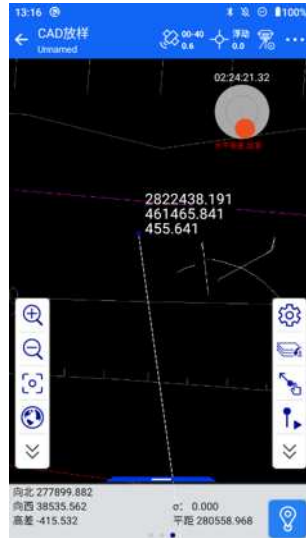 13:16
100%
CAD放样
Unnamed
00-40
0.6
浮动
0.0
02:24:21.32
2822438.191
461465.841
455.641
向北 277899.882
向西 38535.562
σ: 0.000
高差 -415.532
平距 280558.968